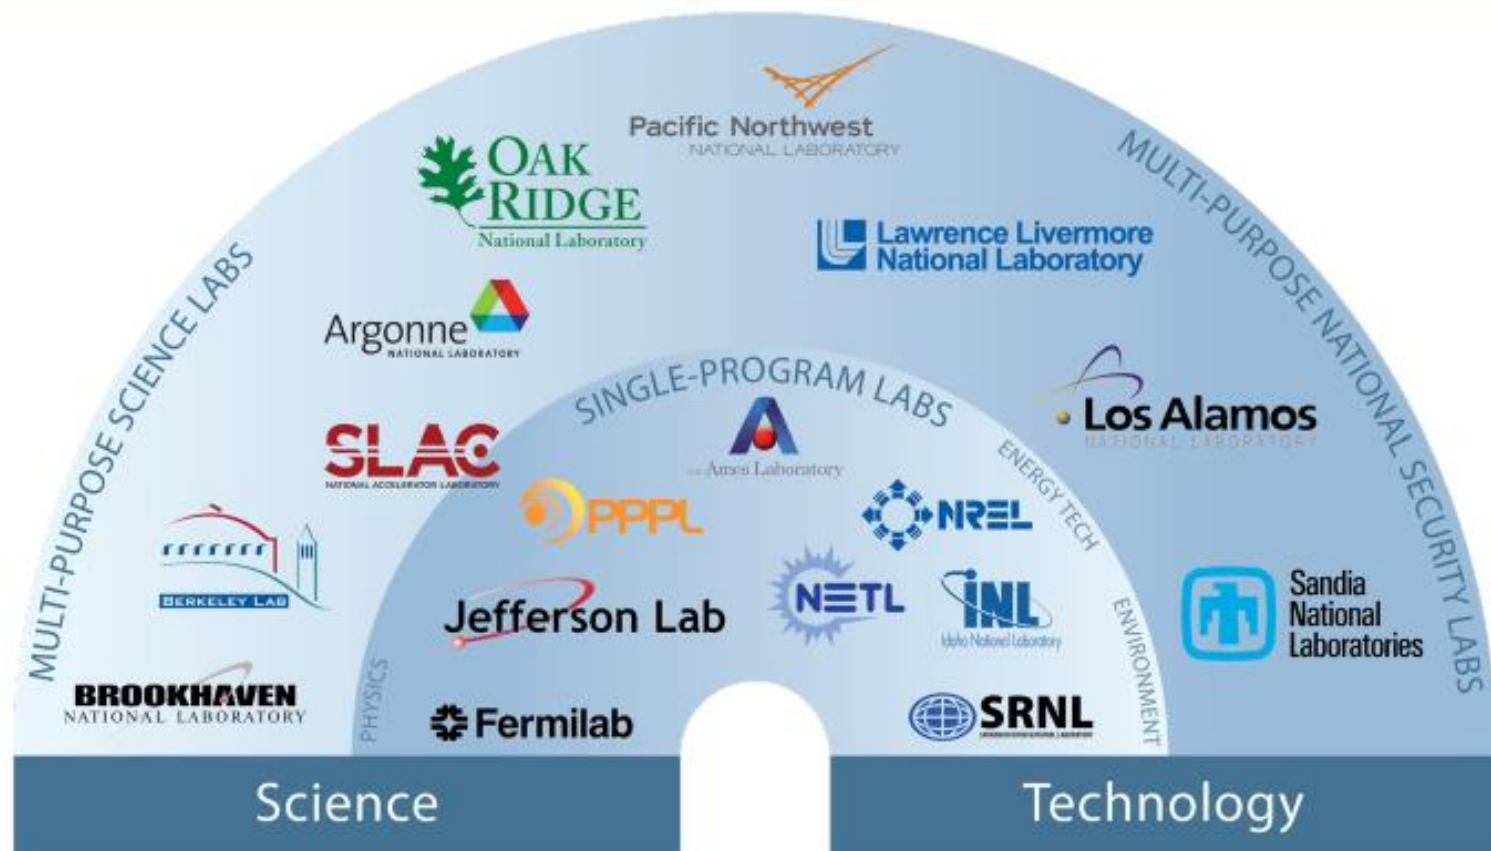 Pacific Northwest
NATIONAL LABORATORY
OAK
RIDGE
National Laboratory
MULTI-PURPOSE NATIONAL SECURITY LABS
Lawrence Livermore
National Laboratory
MULTI-PURPOSE SCIENCE LABS
Argonne
NATIONAL LABORATORY
SINGLE-PROGRAM LABS
Los Alamos
NATIONAL LABORATORY
SLAC
NATIONAL ACCELERATOR LABORATORY
Ames Laboratory
ENERGY TECH
PPPL
NREL
BERKELEY LAB
Jefferson Lab
NETL
INL
Idaho National Laboratory
ENVIRONMENT
Sandia
National
Laboratories
BROOKHAVEN
NATIONAL LABORATORY
PHYSICS
Fermilab
SRNL
Science
Technology